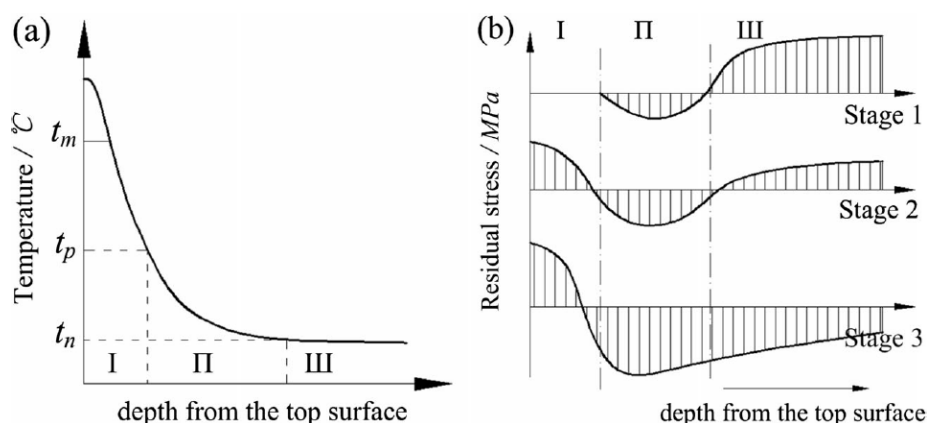 (a)
Temperature / ℃
t_m
t_p
t_n
I
П
Ш
depth from the top surface
(b)
Residual stress / MPa
I
П
Ш
Stage 1
Stage 2
Stage 3
depth from the top surface